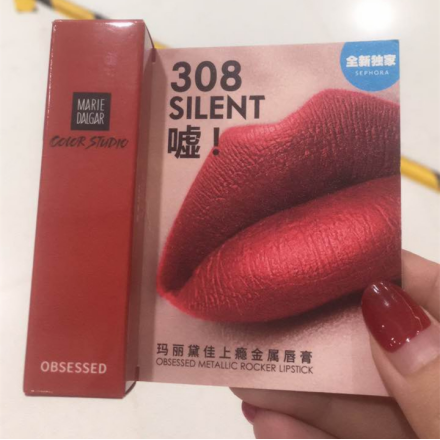 MARIE
DALGAR
COLOR STUDIO
OBSESSED
308
SILENT
嘘！
全新独家
SEPHORA
玛丽黛佳上瘾金属唇膏
OBSESSED METALLIC ROCKER LIPSTICK